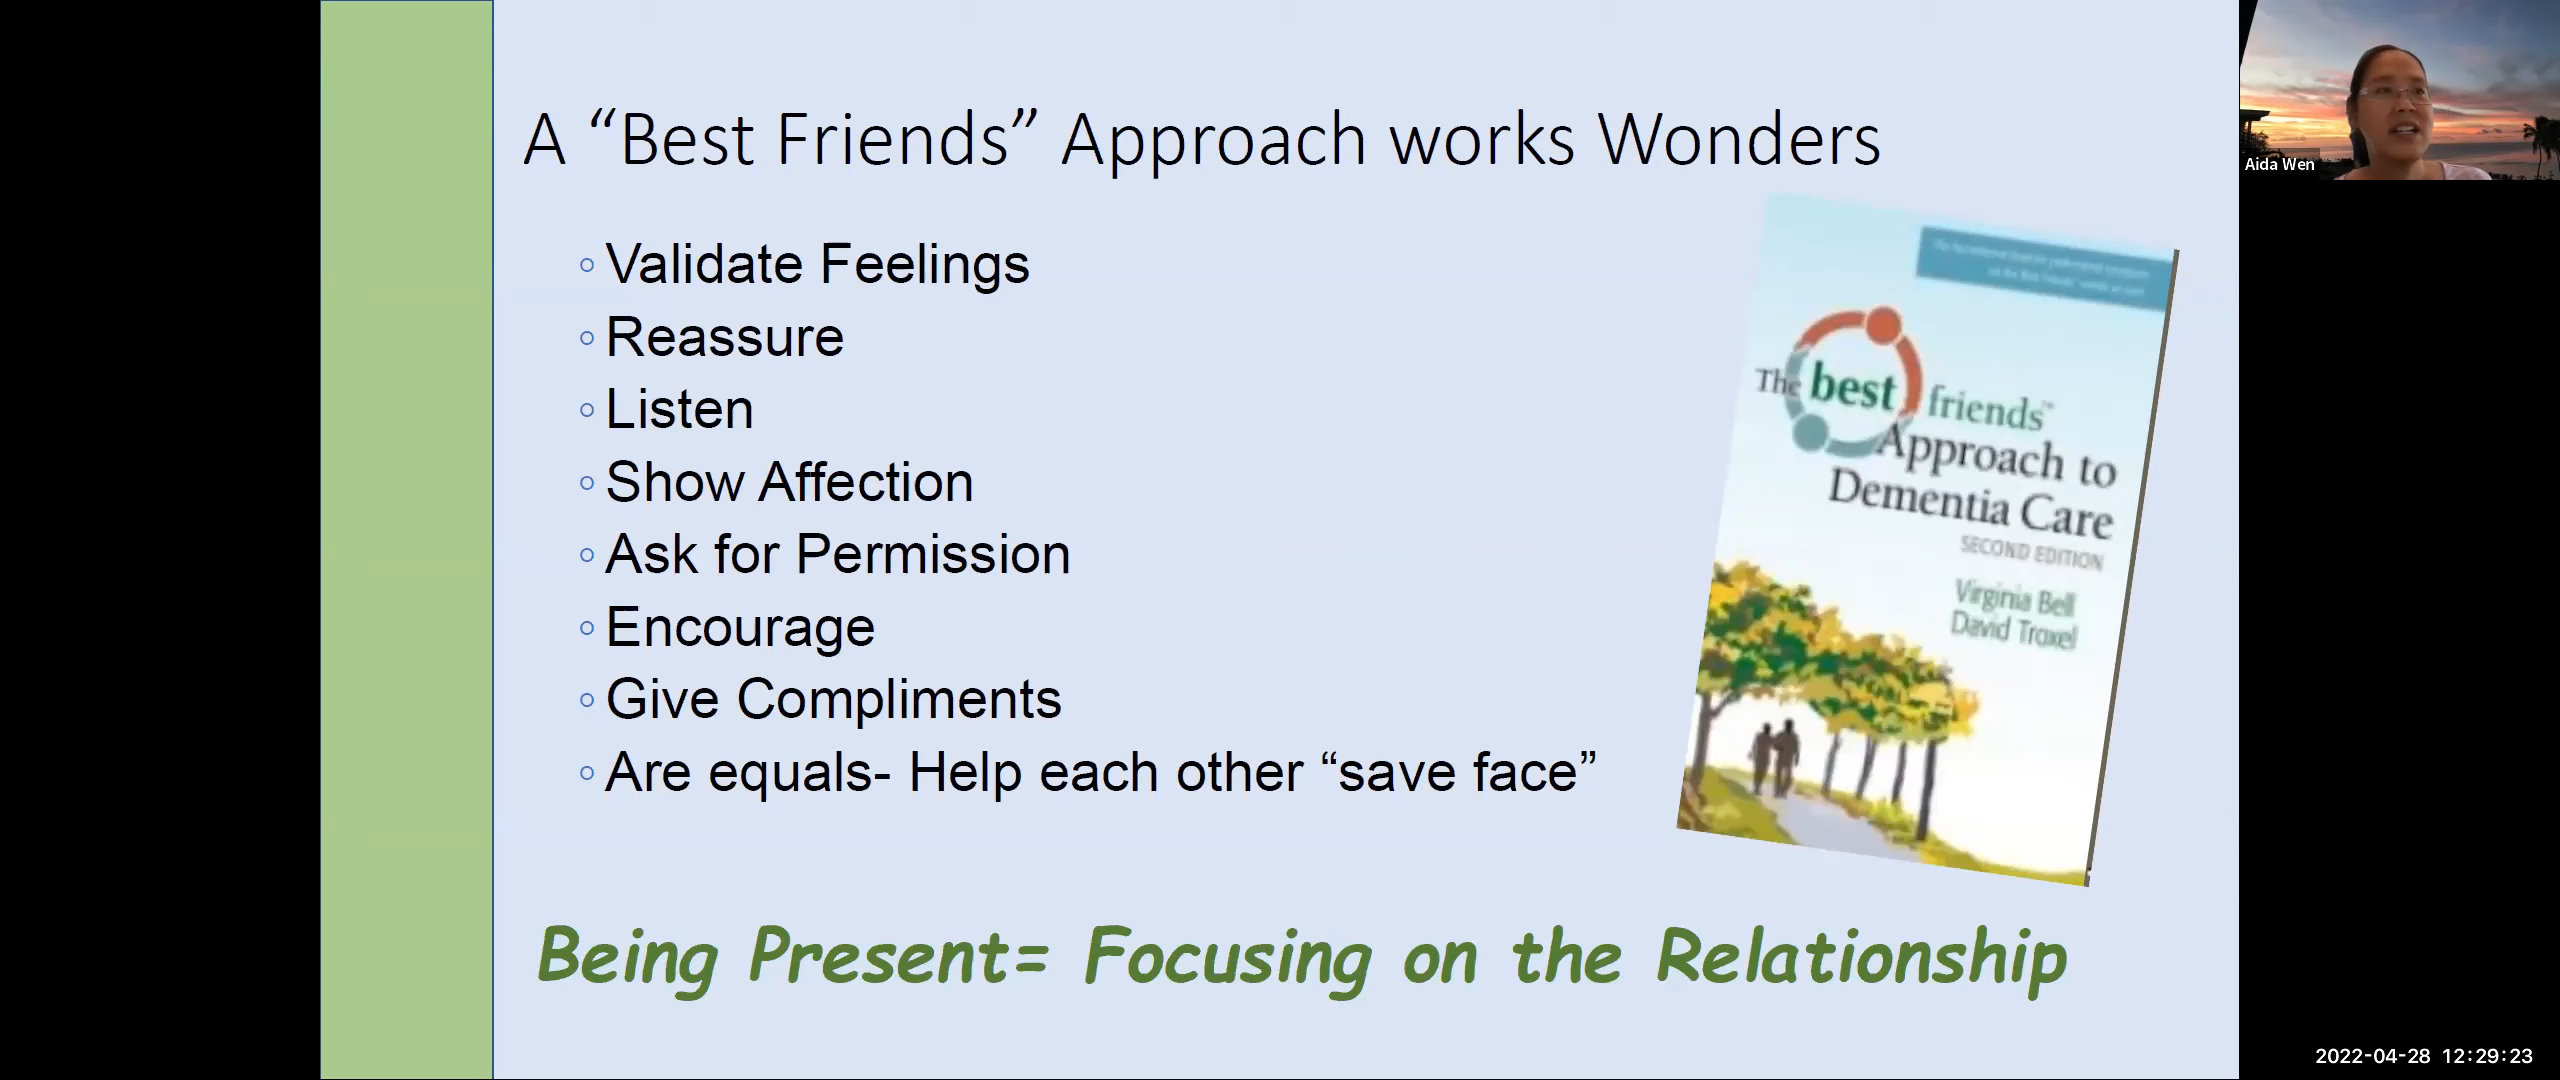 A “Best Friends” Approach works Wonders
◦ Validate Feelings
◦ Reassure
◦ Listen
◦ Show Affection
◦ Ask for Permission
◦ Encourage
◦ Give Compliments
◦ Are equals- Help each other “save face”
The best friends™
Approach to
Dementia Care
SECOND EDITION
Virginia Bell
David Troxel
Being Present= Focusing on the Relationship
Aida Wen
2022-04-28 12:29:23